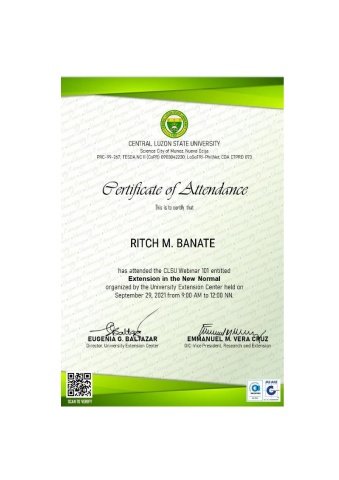 CENTRAL LUZON STATE UNIVERSITY
Science City of Munoz, Nueva Ecija
Certificate of Attendance
This is to certify that
RITCH M. BANATE
has attended the CLSU Webinar 101 entitled
Extension in the New Normal
organized by the University Extension Center held on
September 29, 2021 from 9:00 AM to 12:00 NN.
EUGENIA G. BALTAZAR
EMMANUEL M. VERA CRUZ
Director, University Extension Center
OIC-Vice President, Research and Extension
SCAN TO VERIFY